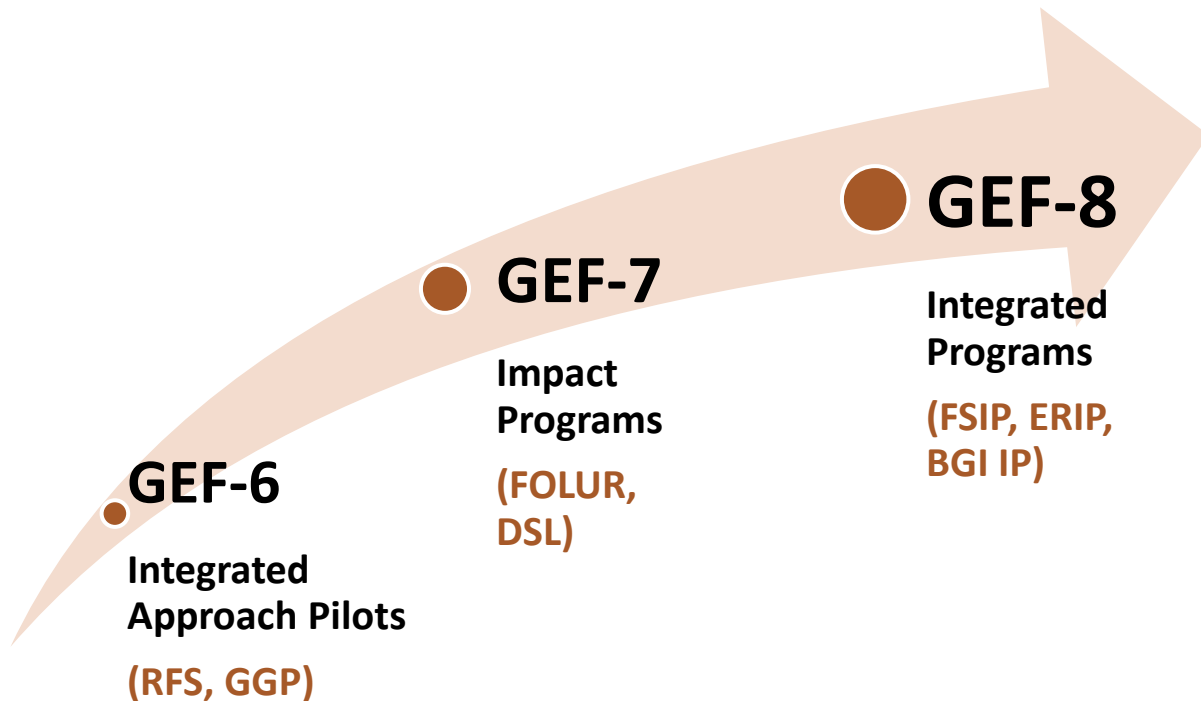 GEF-6
Integrated
Approach Pilots
(RFS, GGP)
GEF-7
Impact
Programs
(FOLUR,
DSL)
GEF-8
Integrated
Programs
(FSIP, ERIP,
BGI IP)